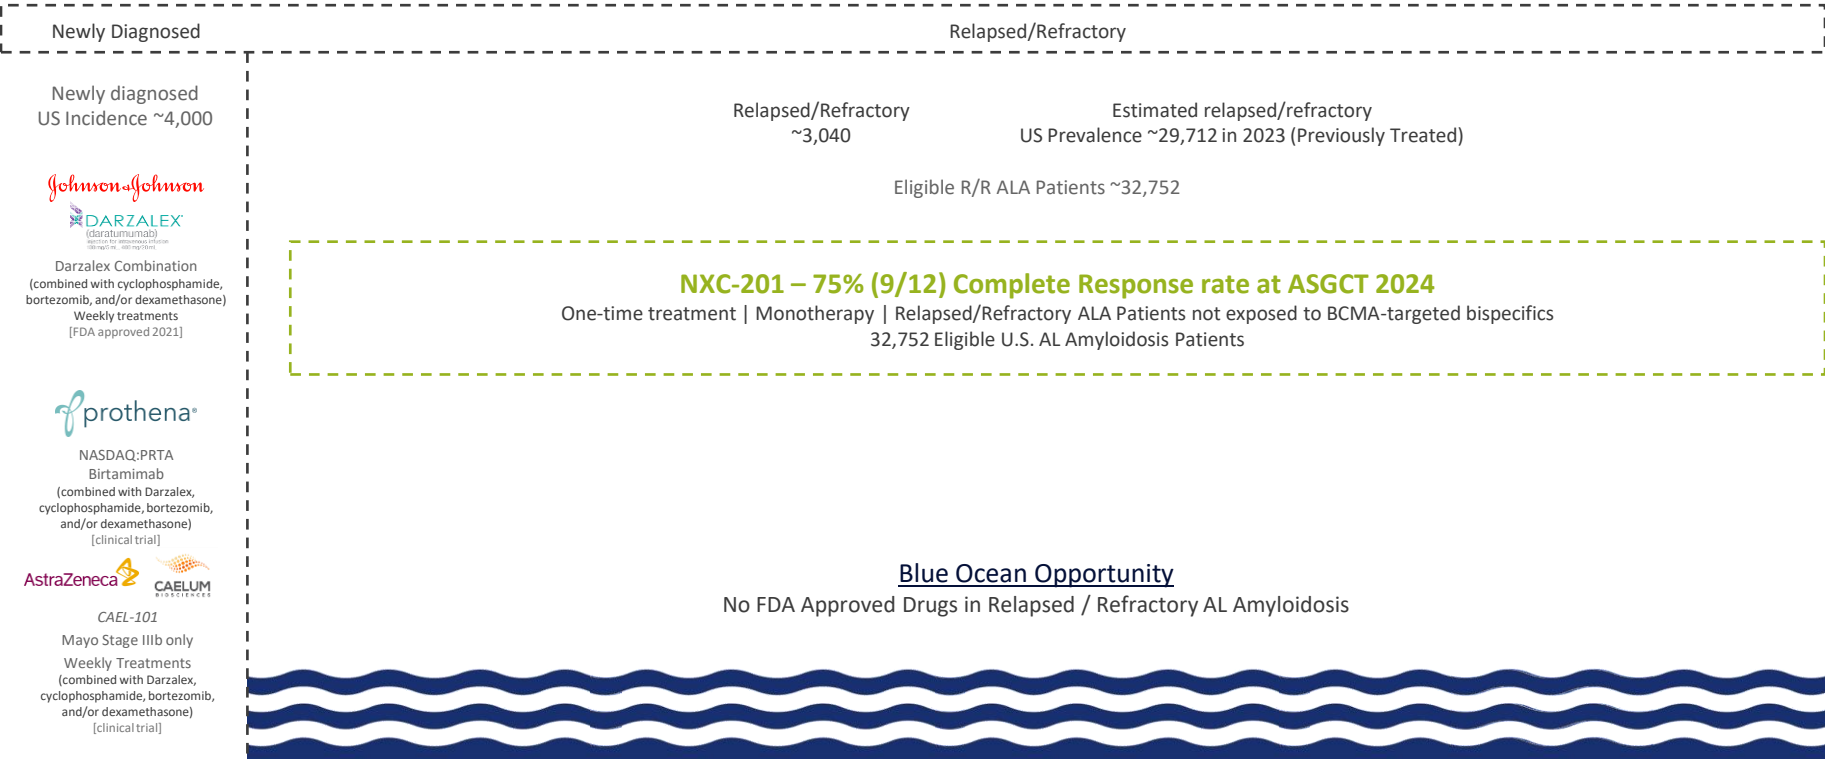 Newly Diagnosed
Relapsed/Refractory
Newly diagnosed
US Incidence ~4,000
Johnson&Johnson
DARZALEX
(daratumumab)
Darzalex Combination
(combined with cyclophosphamide,
bortezomib, and/or dexamethasone)
Weekly treatments
[FDA approved 2021]
prothena®
NASDAQ:PRTA
Birtamimab
(combined with Darzalex,
cyclophosphamide, bortezomib,
and/or dexamethasone)
[clinical trial]
AstraZeneca
CAELUM
BIOSCIENCES
CAEL-101
Mayo Stage IIIb only
Weekly Treatments
(combined with Darzalex,
cyclophosphamide, bortezomib,
and/or dexamethasone)
[clinical trial]
Relapsed/Refractory
~3,040
Estimated relapsed/refractory
US Prevalence ~29,712 in 2023 (Previously Treated)
Eligible R/R ALA Patients ~32,752
NXC-201 – 75% (9/12) Complete Response rate at ASGCT 2024
One-time treatment | Monotherapy | Relapsed/Refractory ALA Patients not exposed to BCMA-targeted bispecifics
32,752 Eligible U.S. AL Amyloidosis Patients
Blue Ocean Opportunity
No FDA Approved Drugs in Relapsed / Refractory AL Amyloidosis